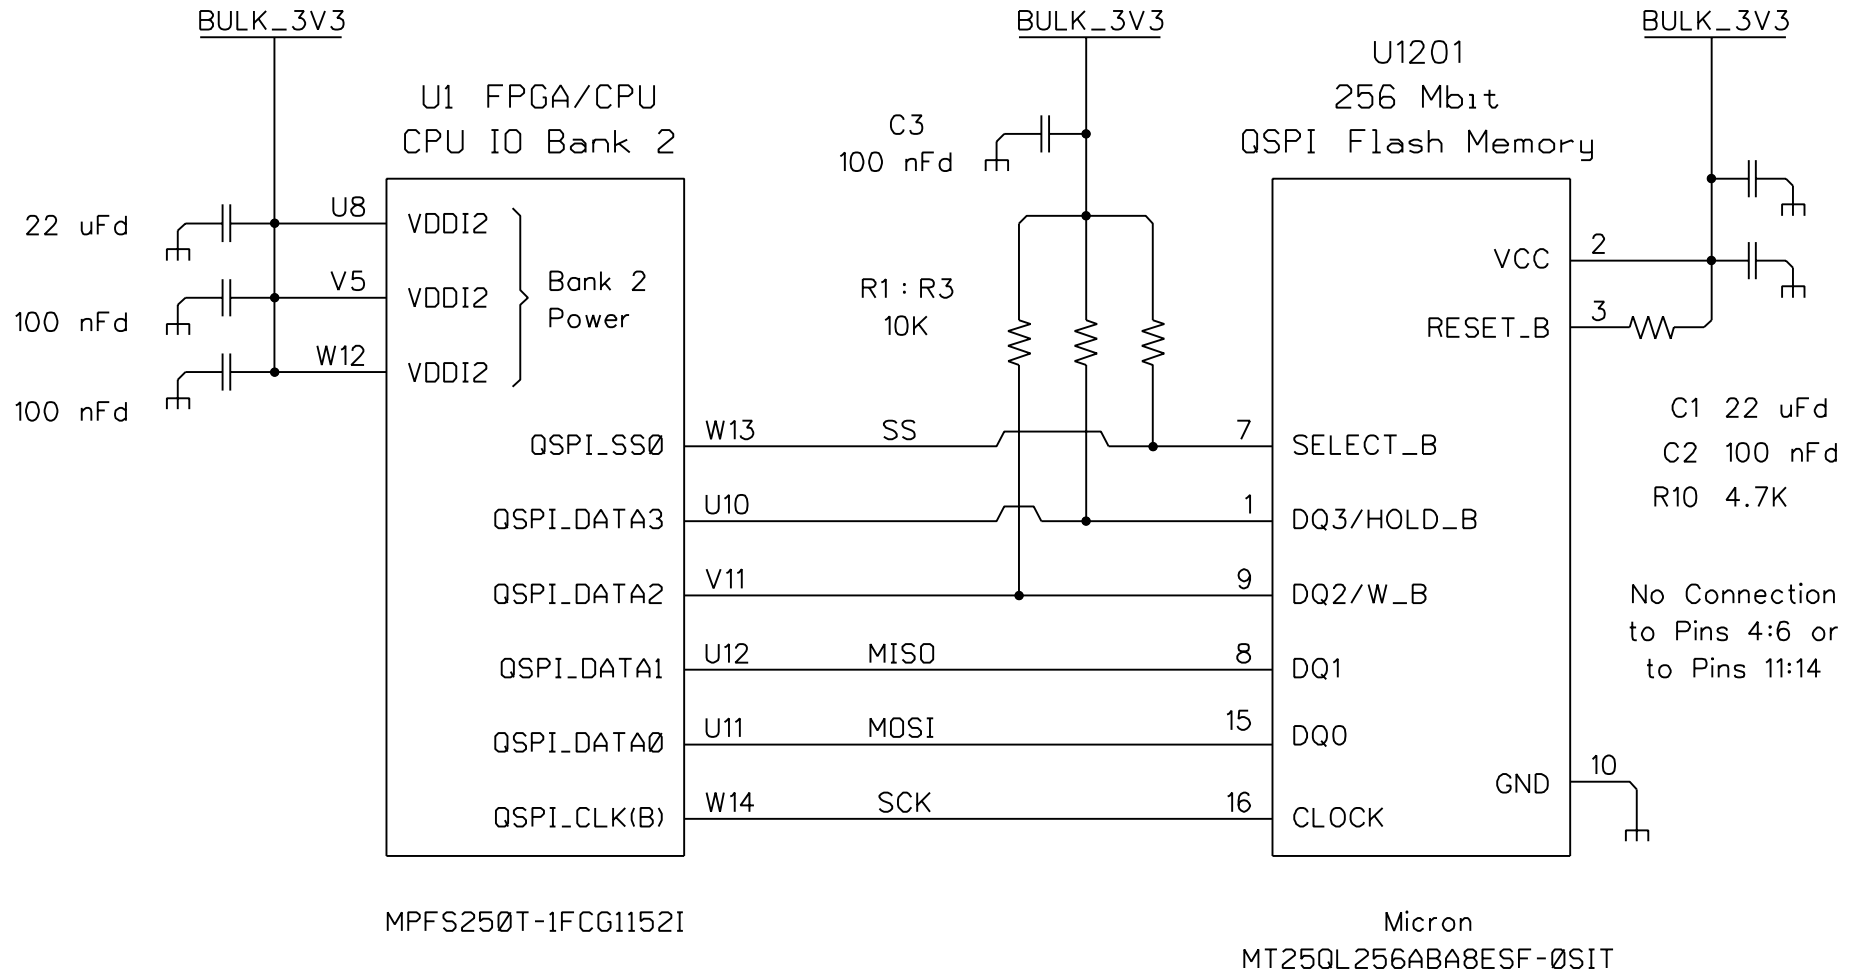 BULK_3V3
BULK_3V3
BULK_3V3
U1 FPGA/CPU
CPU IO Bank 2
C3
100 nFd
U1201
256 Mbit
QSPI Flash Memory
22 uFd
100 nFd
100 nFd
U8
V5
W12
VDDI2
VDDI2
VDDI2
Bank 2
Power
R1 : R3
10K
VCC
2
RESET_B
3
C1 22 uFd
C2 100 nFd
R10 4.7K
QSPI_SS0 W13 SS 7 SELECT_B
QSPI_DATA3 U10 1 DQ3/HOLD_B
QSPI_DATA2 V11 9 DQ2/W_B
QSPI_DATA1 U12 MISO 8 DQ1
QSPI_DATA0 U11 MOSI 15 DQ0
QSPI_CLK(B) W14 SCK 16 CLOCK
No Connection
to Pins 4:6 or
to Pins 11:14
GND 10
MPFS250T-1FCG1152I
Micron
MT25QL256ABA8ESF-0SIT